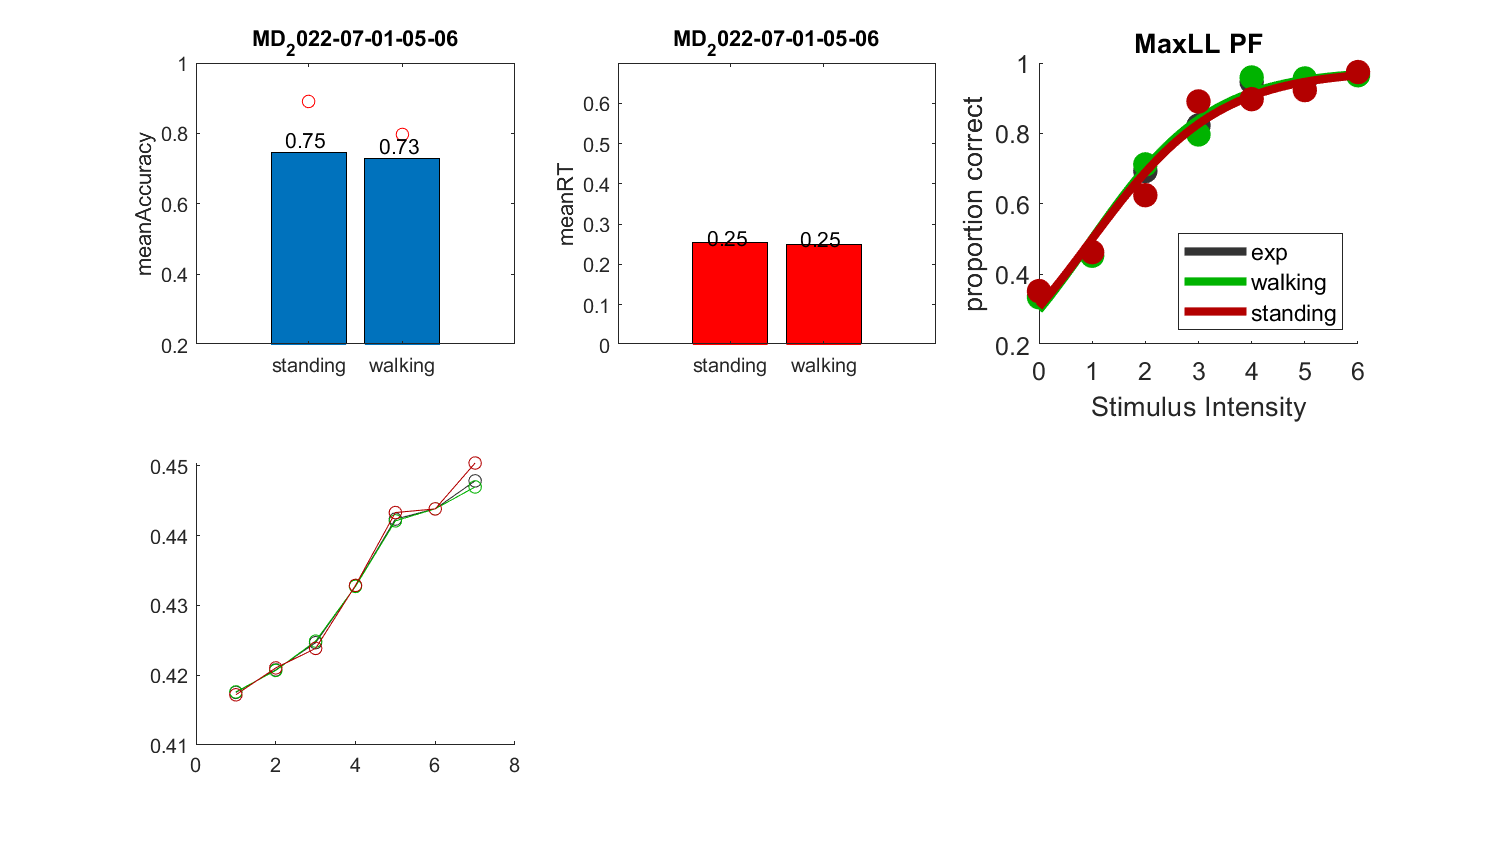 MD2022-07-01-05-06
meanAccuracy
1
0.8
0.6
0.4
0.2
0.75
0.73
standing
walking
MD2022-07-01-05-06
meanRT
0.6
0.5
0.4
0.3
0.2
0.1
0
0.25
0.25
standing
walking
MaxLL PF
proportion correct
1
0.8
0.6
0.4
0.2
exp
walking
standing
0 1 2 3 4 5 6
Stimulus Intensity
0.45
0.44
0.43
0.42
0.41
0 2 4 6 8